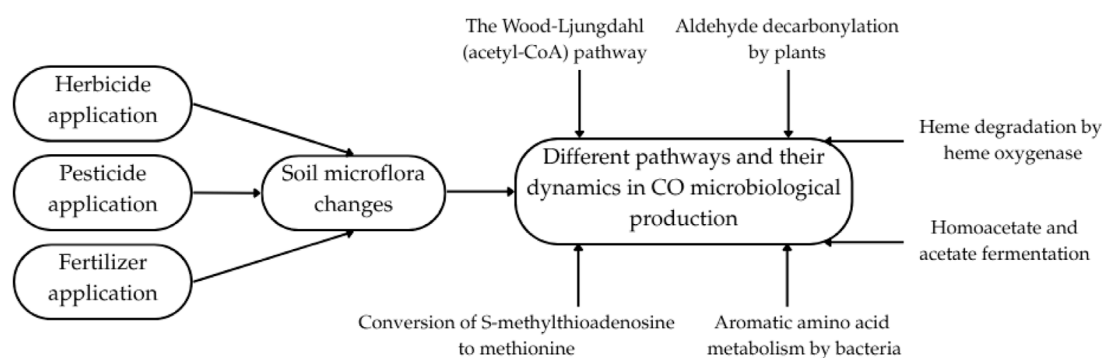 The Wood-Ljungdahl
(acetyl-CoA) pathway
Aldehyde decarbonylation
by plants
Herbicide
application
Pesticide
application
Fertilizer
application
Soil microflora
changes
Different pathways and their
dynamics in CO microbiological
production
Heme degradation by
heme oxygenase
Homoacetate and
acetate fermentation
Conversion of S-methylthioadenosine
to methionine
Aromatic amino acid
metabolism by bacteria